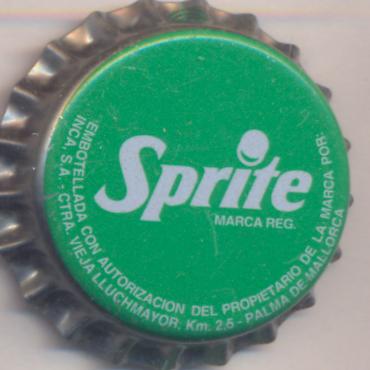 Sprite
MARCA REG.
EMBOTELLADA CON AUTORIZACION DEL PROPIETARIO DE LA MARCA POR:
INCA, S.A - CTRA. VIEJA LLUCHMAYOR, Km. 2,5 - PALMA DE MALLORCA